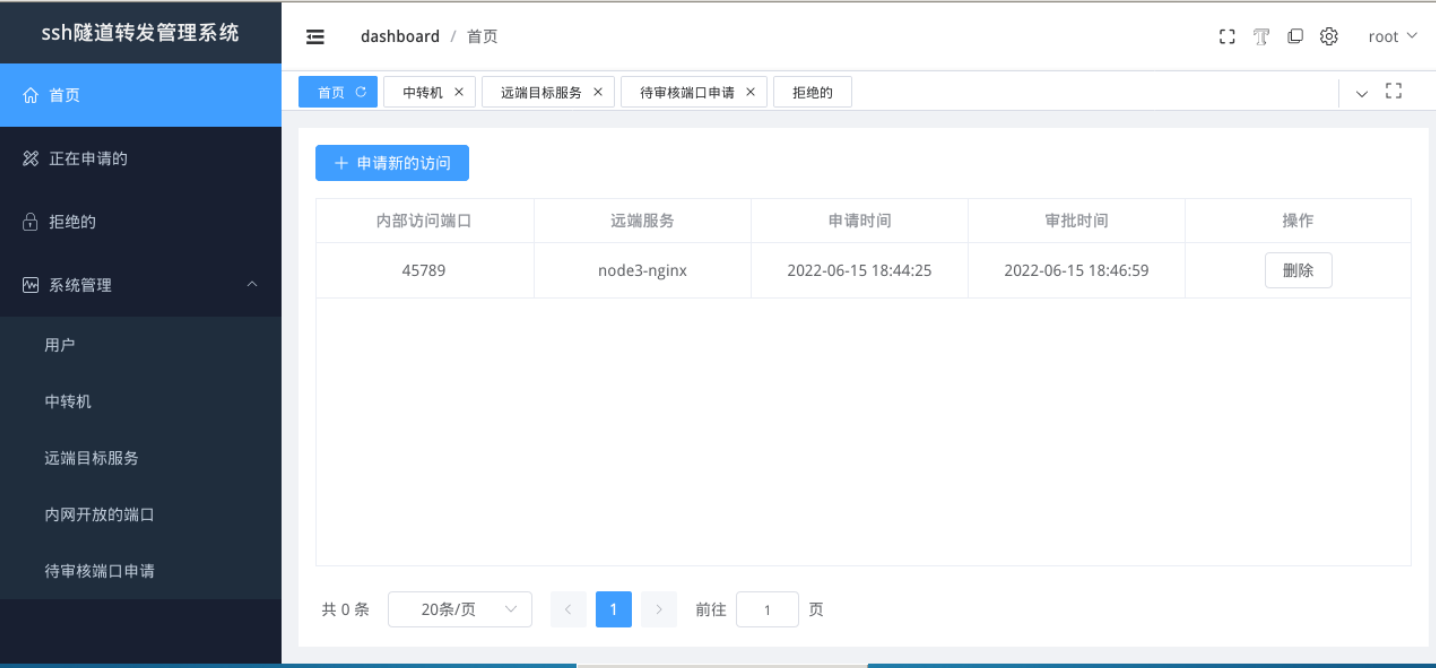 ssh隧道转发管理系统
dashboard / 首页
root
首页
中转机
远端目标服务
待审核端口申请
拒绝的
首页
正在申请的
拒绝的
系统管理
用户
中转机
远端目标服务
内网开放的端口
待审核端口申请
申请新的访问
内部访问端口 远端服务 申请时间 审批时间 操作
45789 node3-nginx 2022-06-15 18:44:25 2022-06-15 18:46:59 删除
共 0 条 20条/页 1 前往 1 页